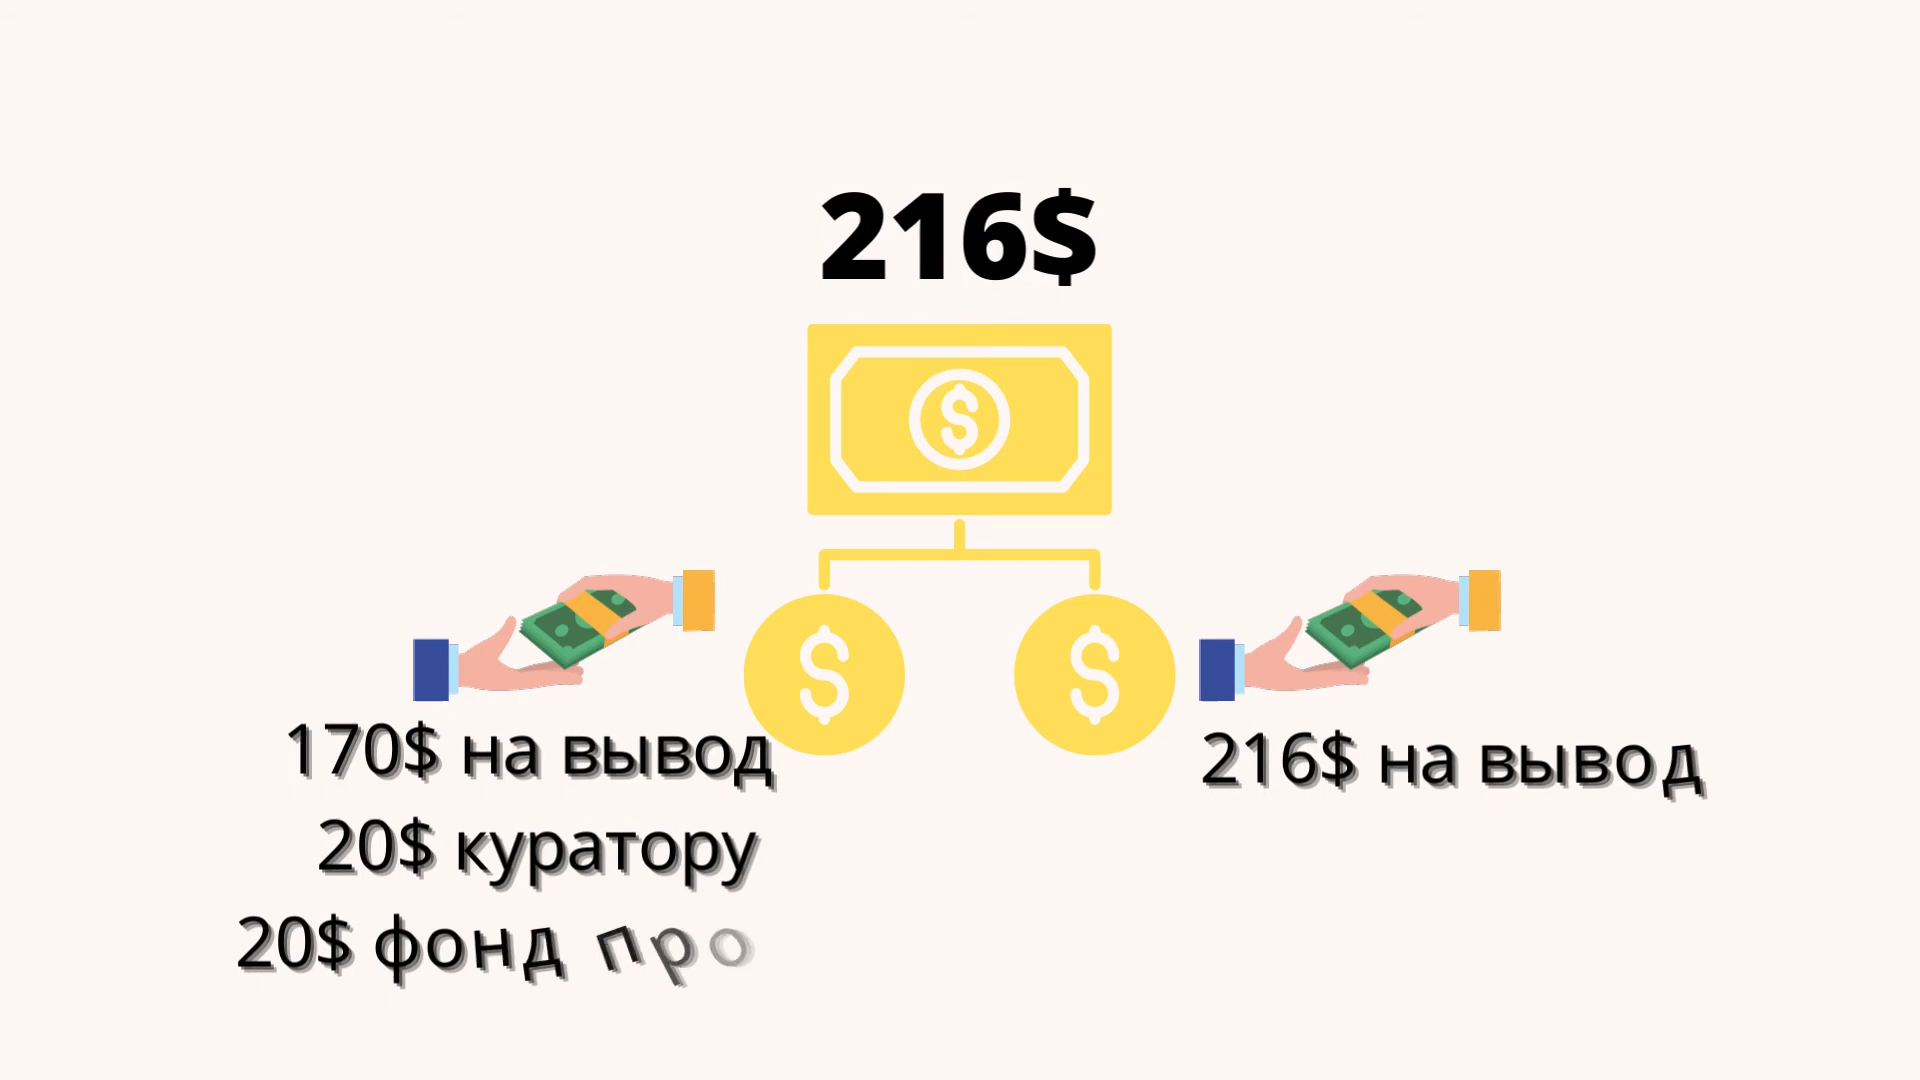 216$
170$ на вывод
20$ куратору
20$ фонд про
216$ на вывод